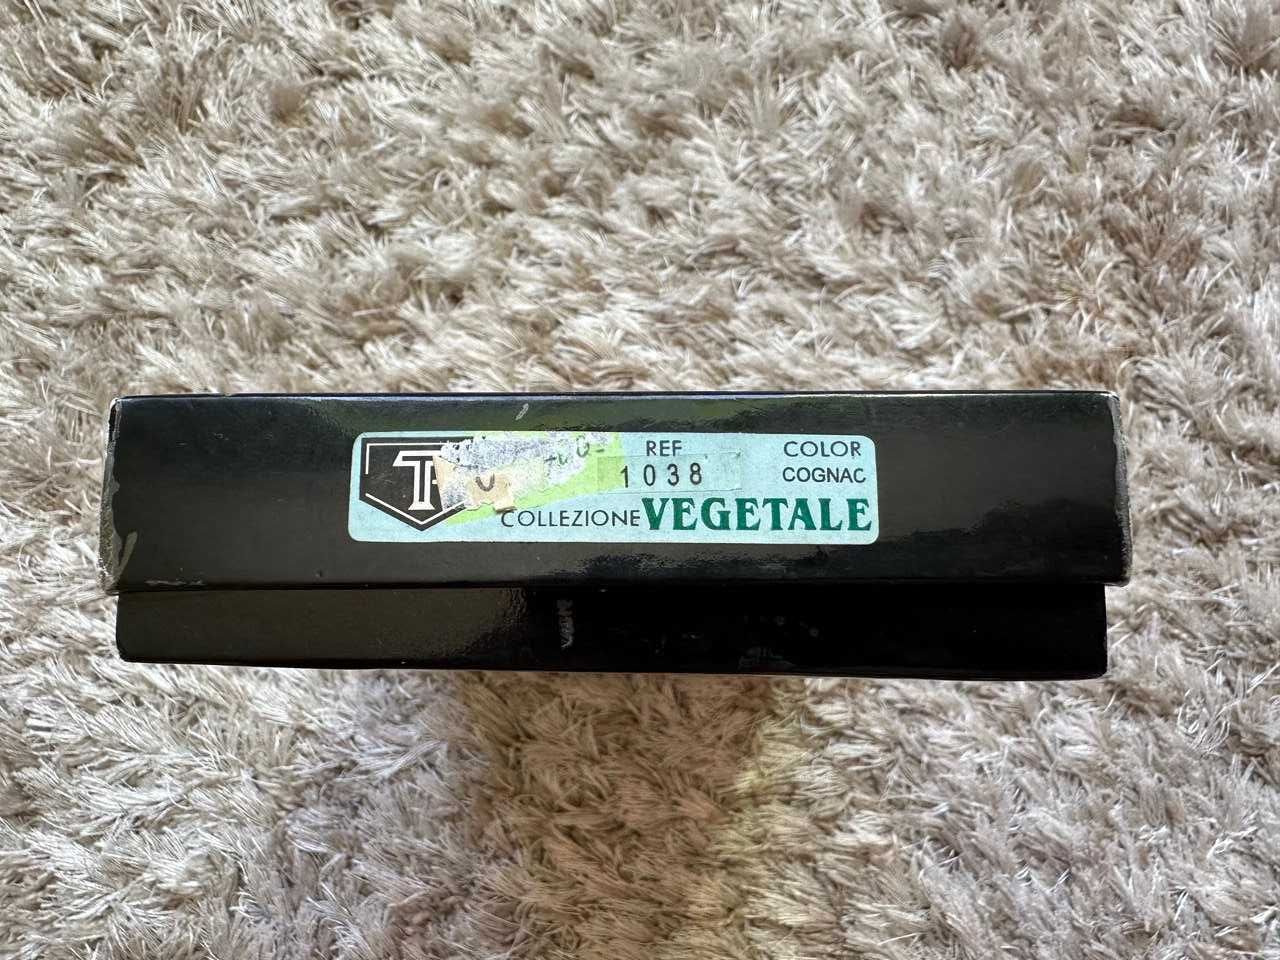 REF COLOR
1038 COGNAC
COLLEZIONE VEGETALE